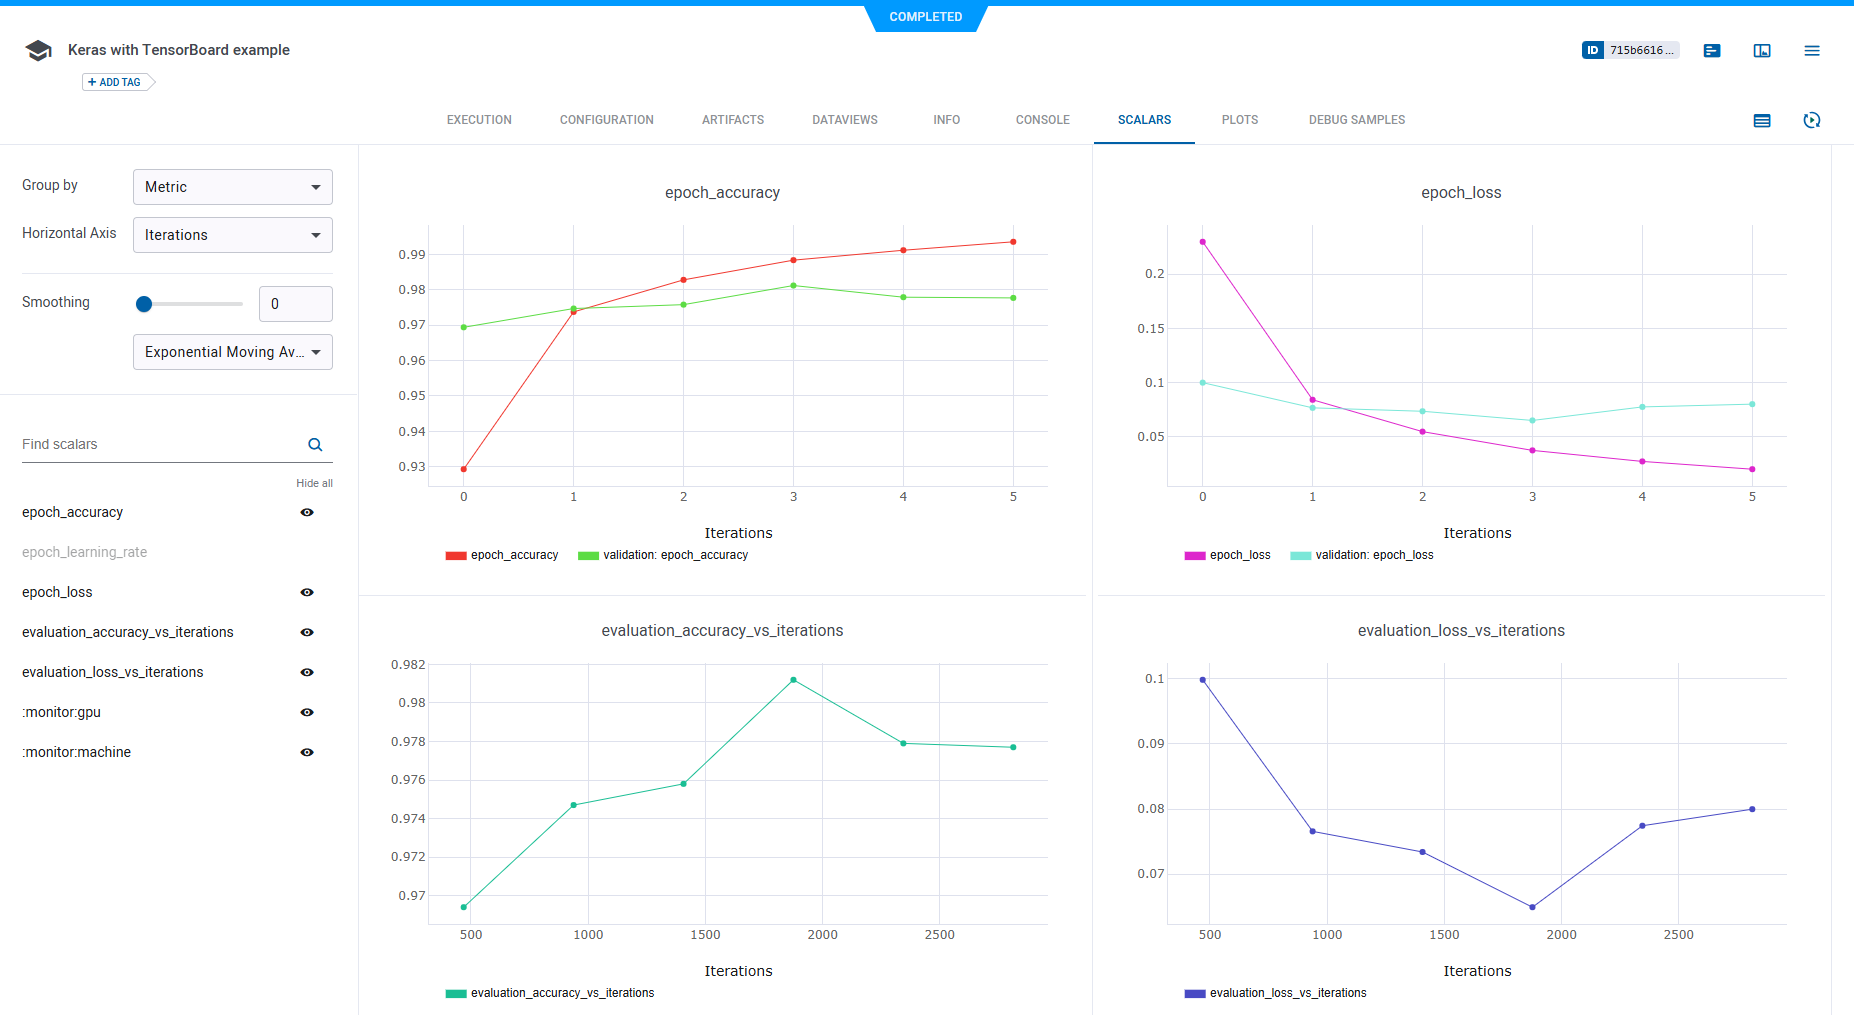 COMPLETED
Keras with TensorBoard example
ID 715b6616...
+ ADD TAG
EXECUTION CONFIGURATION ARTIFACTS DATAVIEWS INFO CONSOLE SCALARS PLOTS DEBUG SAMPLES
Group by Metric
Horizontal Axis Iterations
Smoothing 0
Exponential Moving Av...
Find scalars
Hide all
epoch_accuracy
epoch_learning_rate
epoch_loss
evaluation_accuracy_vs_iterations
evaluation_loss_vs_iterations
:monitor:gpu
:monitor:machine
epoch_accuracy
0.99
0.98
0.97
0.96
0.95
0.94
0.93
0 1 2 3 4 5
Iterations
epoch_accuracy validation: epoch_accuracy
epoch_loss
0.2
0.15
0.1
0.05
0 1 2 3 4 5
Iterations
epoch_loss validation: epoch_loss
evaluation_accuracy_vs_iterations
0.982
0.98
0.978
0.976
0.974
0.972
0.97
500 1000 1500 2000 2500
Iterations
evaluation_accuracy_vs_iterations
evaluation_loss_vs_iterations
0.1
0.09
0.08
0.07
500 1000 1500 2000 2500
Iterations
evaluation_loss_vs_iterations